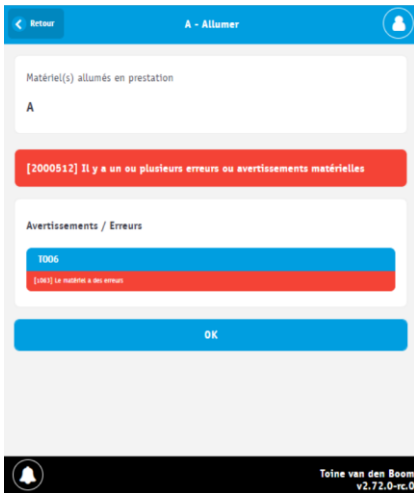 Retour
A - Allumer
Matériel(s) allumés en prestation
A
[2000512] Il y a un ou plusieurs erreurs ou avertissements matérielles
Avertissements / Erreurs
T006
[1863] Le matériel a des erreurs
OK
Toine van den Boom
v2.72.0-rc.0